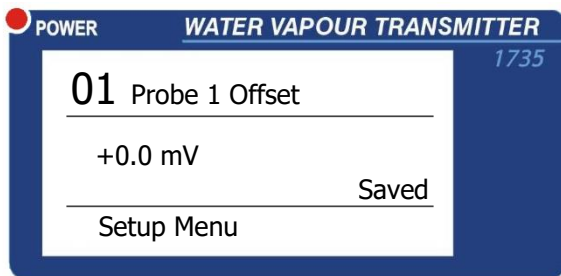 POWER WATER VAPOUR TRANSMITTER
1735
01 Probe 1 Offset
+0.0 mV
Saved
Setup Menu